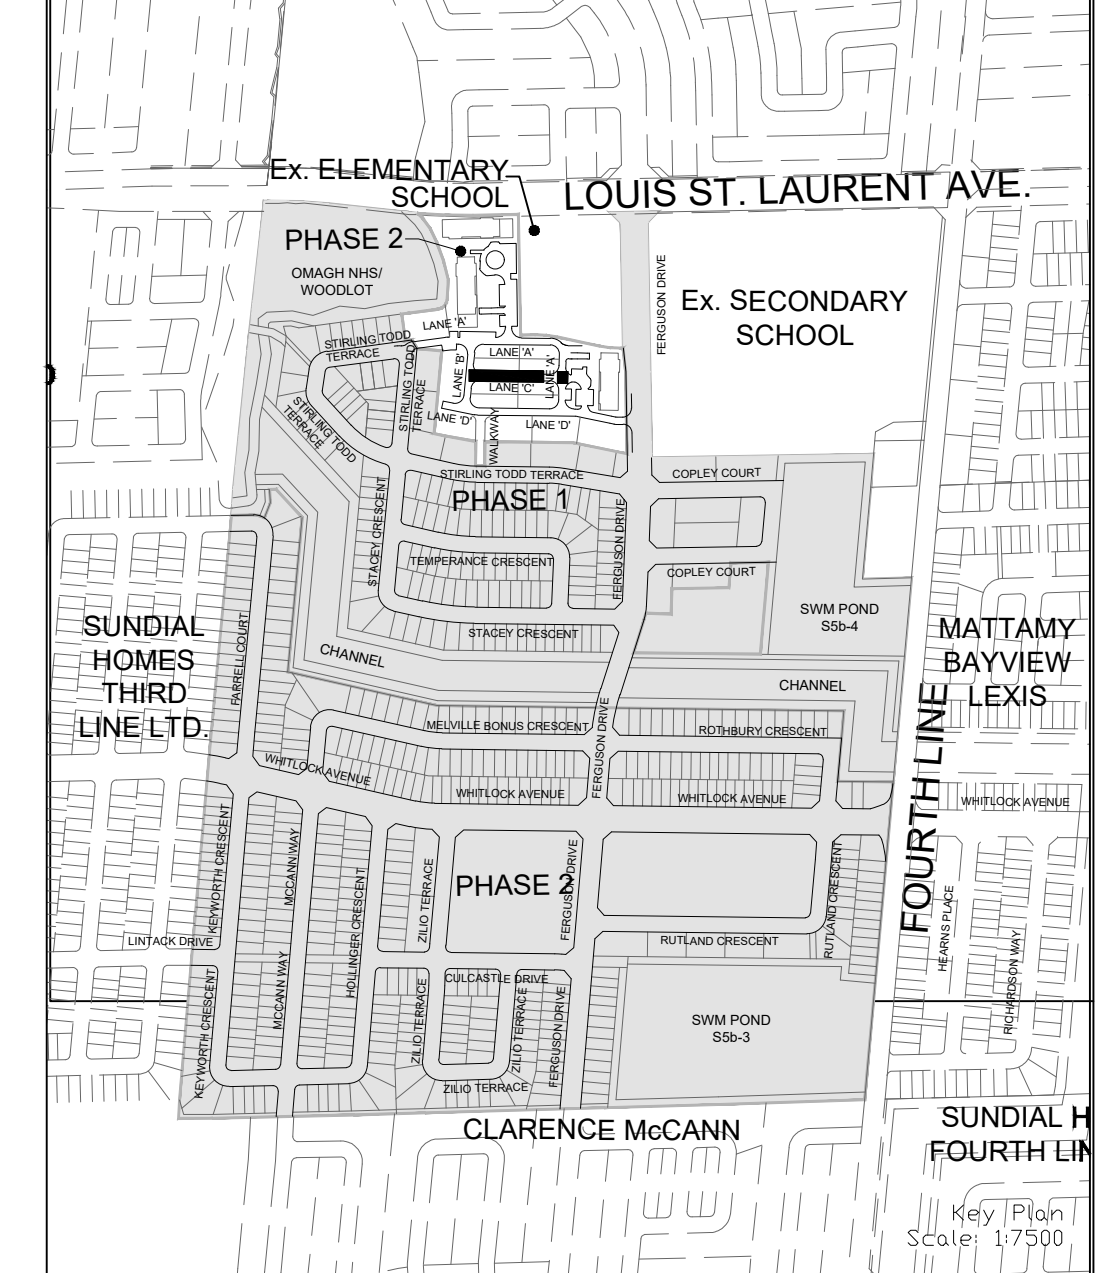 Ex. ELEMENTARY
SCHOOL
LOUIS ST. LAURENT AVE.
PHASE 2
OMAGH NHS/
WOODLOT
FERGUSON DRIVE
Ex. SECONDARY
SCHOOL
LANE 'A'
STIRLING TODD
TERRACE
LANE 'A'
LANE 'B'
LANE 'A'
LANE 'C'
STIRLING TODD
TERRACE
STIRLING TODD
TERRACE
LANE 'D'
LANE 'D'
WALKWAY
STIRLING TODD TERRACE
COPLEY COURT
PHASE 1
STACEY CRESCENT
FERGUSON DRIVE
TEMPERANCE CRESCENT
COPLEY COURT
SWM POND
S5b-4
STACEY CRESCENT
SUNDIAL
HOMES
THIRD
LINE LTD.
FARRELL COURT
CHANNEL
CHANNEL
MATTAMY
BAYVIEW
LEXIS
MELVILLE BONUS CRESCENT
FERGUSON DRIVE
ROTHBURY CRESCENT
FOURTH LINE
WHITLOCK AVENUE
WHITLOCK AVENUE
WHITLOCK AVENUE
WHITLOCK AVENUE
KEYWORTH CRESCENT
MCCANN WAY
HOLLINGER CRESCENT
ZILIO TERRACE
PHASE 2
FERGUSON DRIVE
RUTLAND CRESCENT
HEARNS PLACE
LINTACK DRIVE
RUTLAND CRESCENT
RICHARDSON WAY
KEYWORTH CRESCENT
MCCANN WAY
CULCASTLE DRIVE
ZILIO TERRACE
ZILIO TERRACE
FERGUSON DRIVE
SWM POND
S5b-3
ZILIO TERRACE
CLARENCE McCANN
SUNDIAL H
FOURTH LIN
Key Plan
Scale: 1:7500